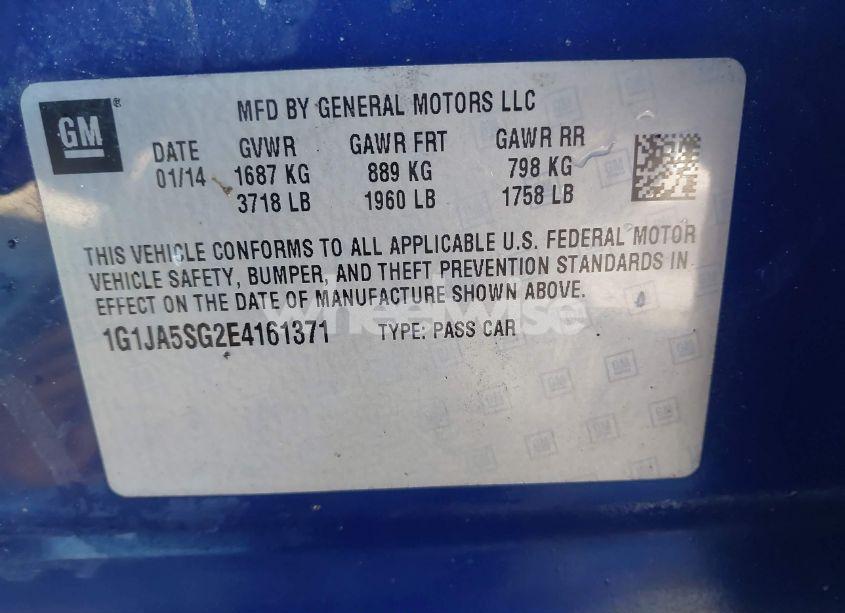 GM®
MFD BY GENERAL MOTORS LLC
DATE GVWR GAWR FRT GAWR RR
01/14 1687 KG 889 KG 798 KG
3718 LB 1960 LB 1758 LB
THIS VEHICLE CONFORMS TO ALL APPLICABLE U.S. FEDERAL MOTOR
VEHICLE SAFETY, BUMPER, AND THEFT PREVENTION STANDARDS IN
EFFECT ON THE DATE OF MANUFACTURE SHOWN ABOVE.
wheelwise
1G1JA5SG2E4161371 TYPE: PASS CAR